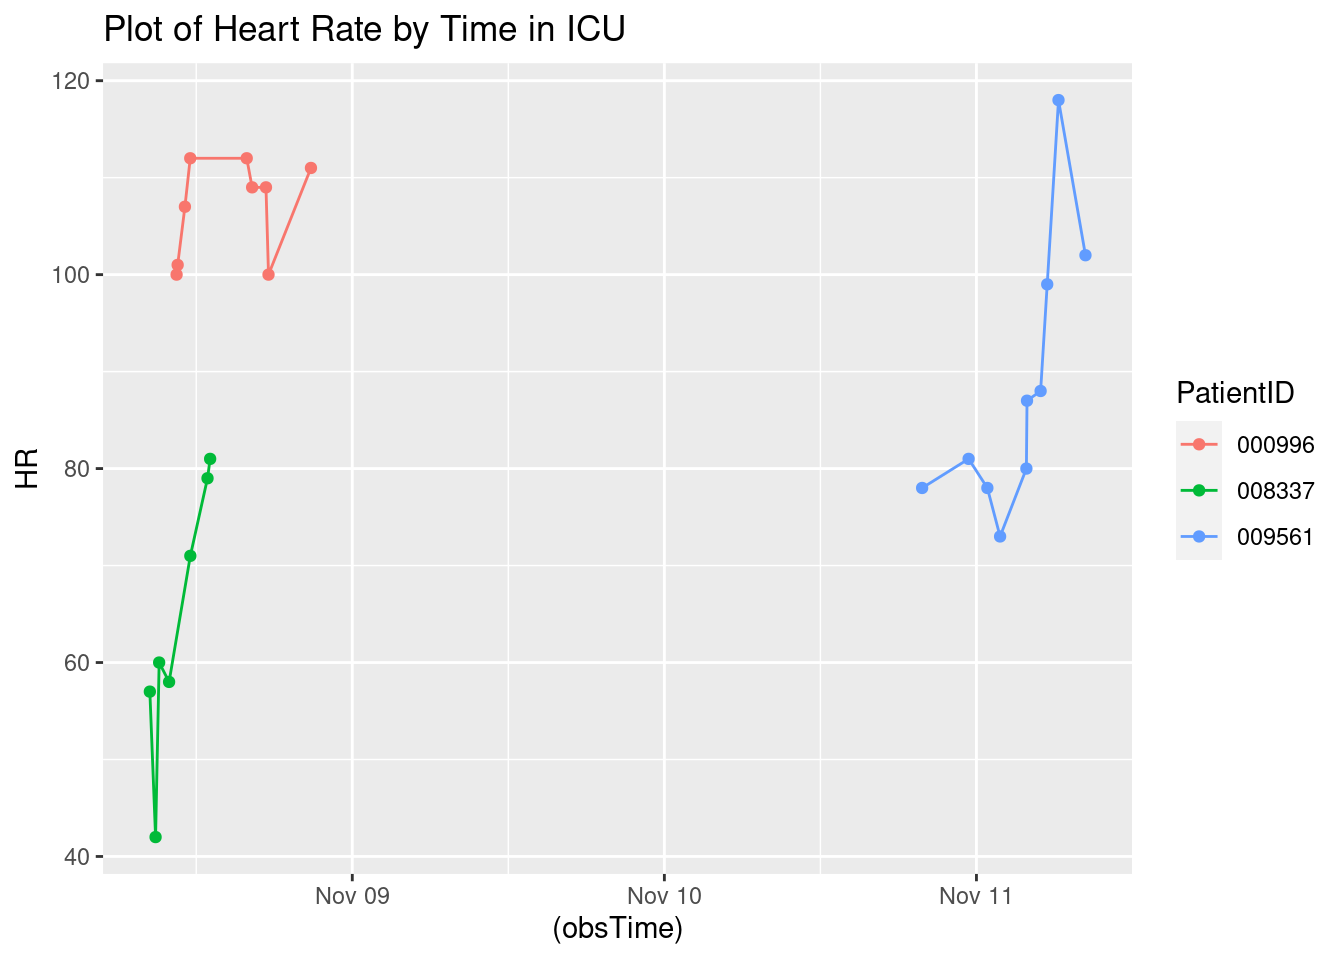 Plot of Heart Rate by Time in ICU
120
100
80
60
40
HR
Nov 09 Nov 10 Nov 11
(obsTime)
PatientID
000996
008337
009561